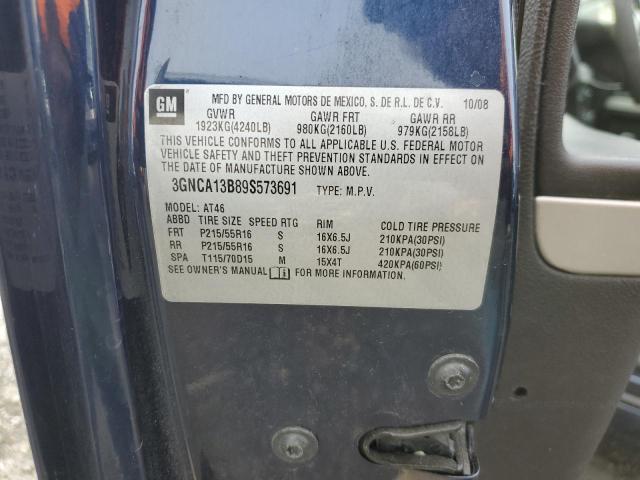 GM
MFD BY GENERAL MOTORS DE MEXICO, S. DE R.L. DE C.V. 10/08
GVWR GAWR FRT GAWR RR
1923KG(4240LB) 980KG(2160LB) 979KG(2158LB)
THIS VEHICLE CONFORMS TO ALL APPLICABLE U.S. FEDERAL MOTOR
VEHICLE SAFETY AND THEFT PREVENTION STANDARDS IN EFFECT ON
THE DATE OF MANUFACTURE SHOWN ABOVE.
3GNCA13B89S573691 TYPE: M.P.V.
MODEL: AT46
ABBD TIRE SIZE SPEED RTG RIM COLD TIRE PRESSURE
FRT P215/55R16 S 16X6.5J 210KPA(30PSI)
RR P215/55R16 S 16X6.5J 210KPA(30PSI)
SPA T115/70D15 M 15X4T 420KPA(60PSI)
SEE OWNER'S MANUAL FOR MORE INFORMATION.